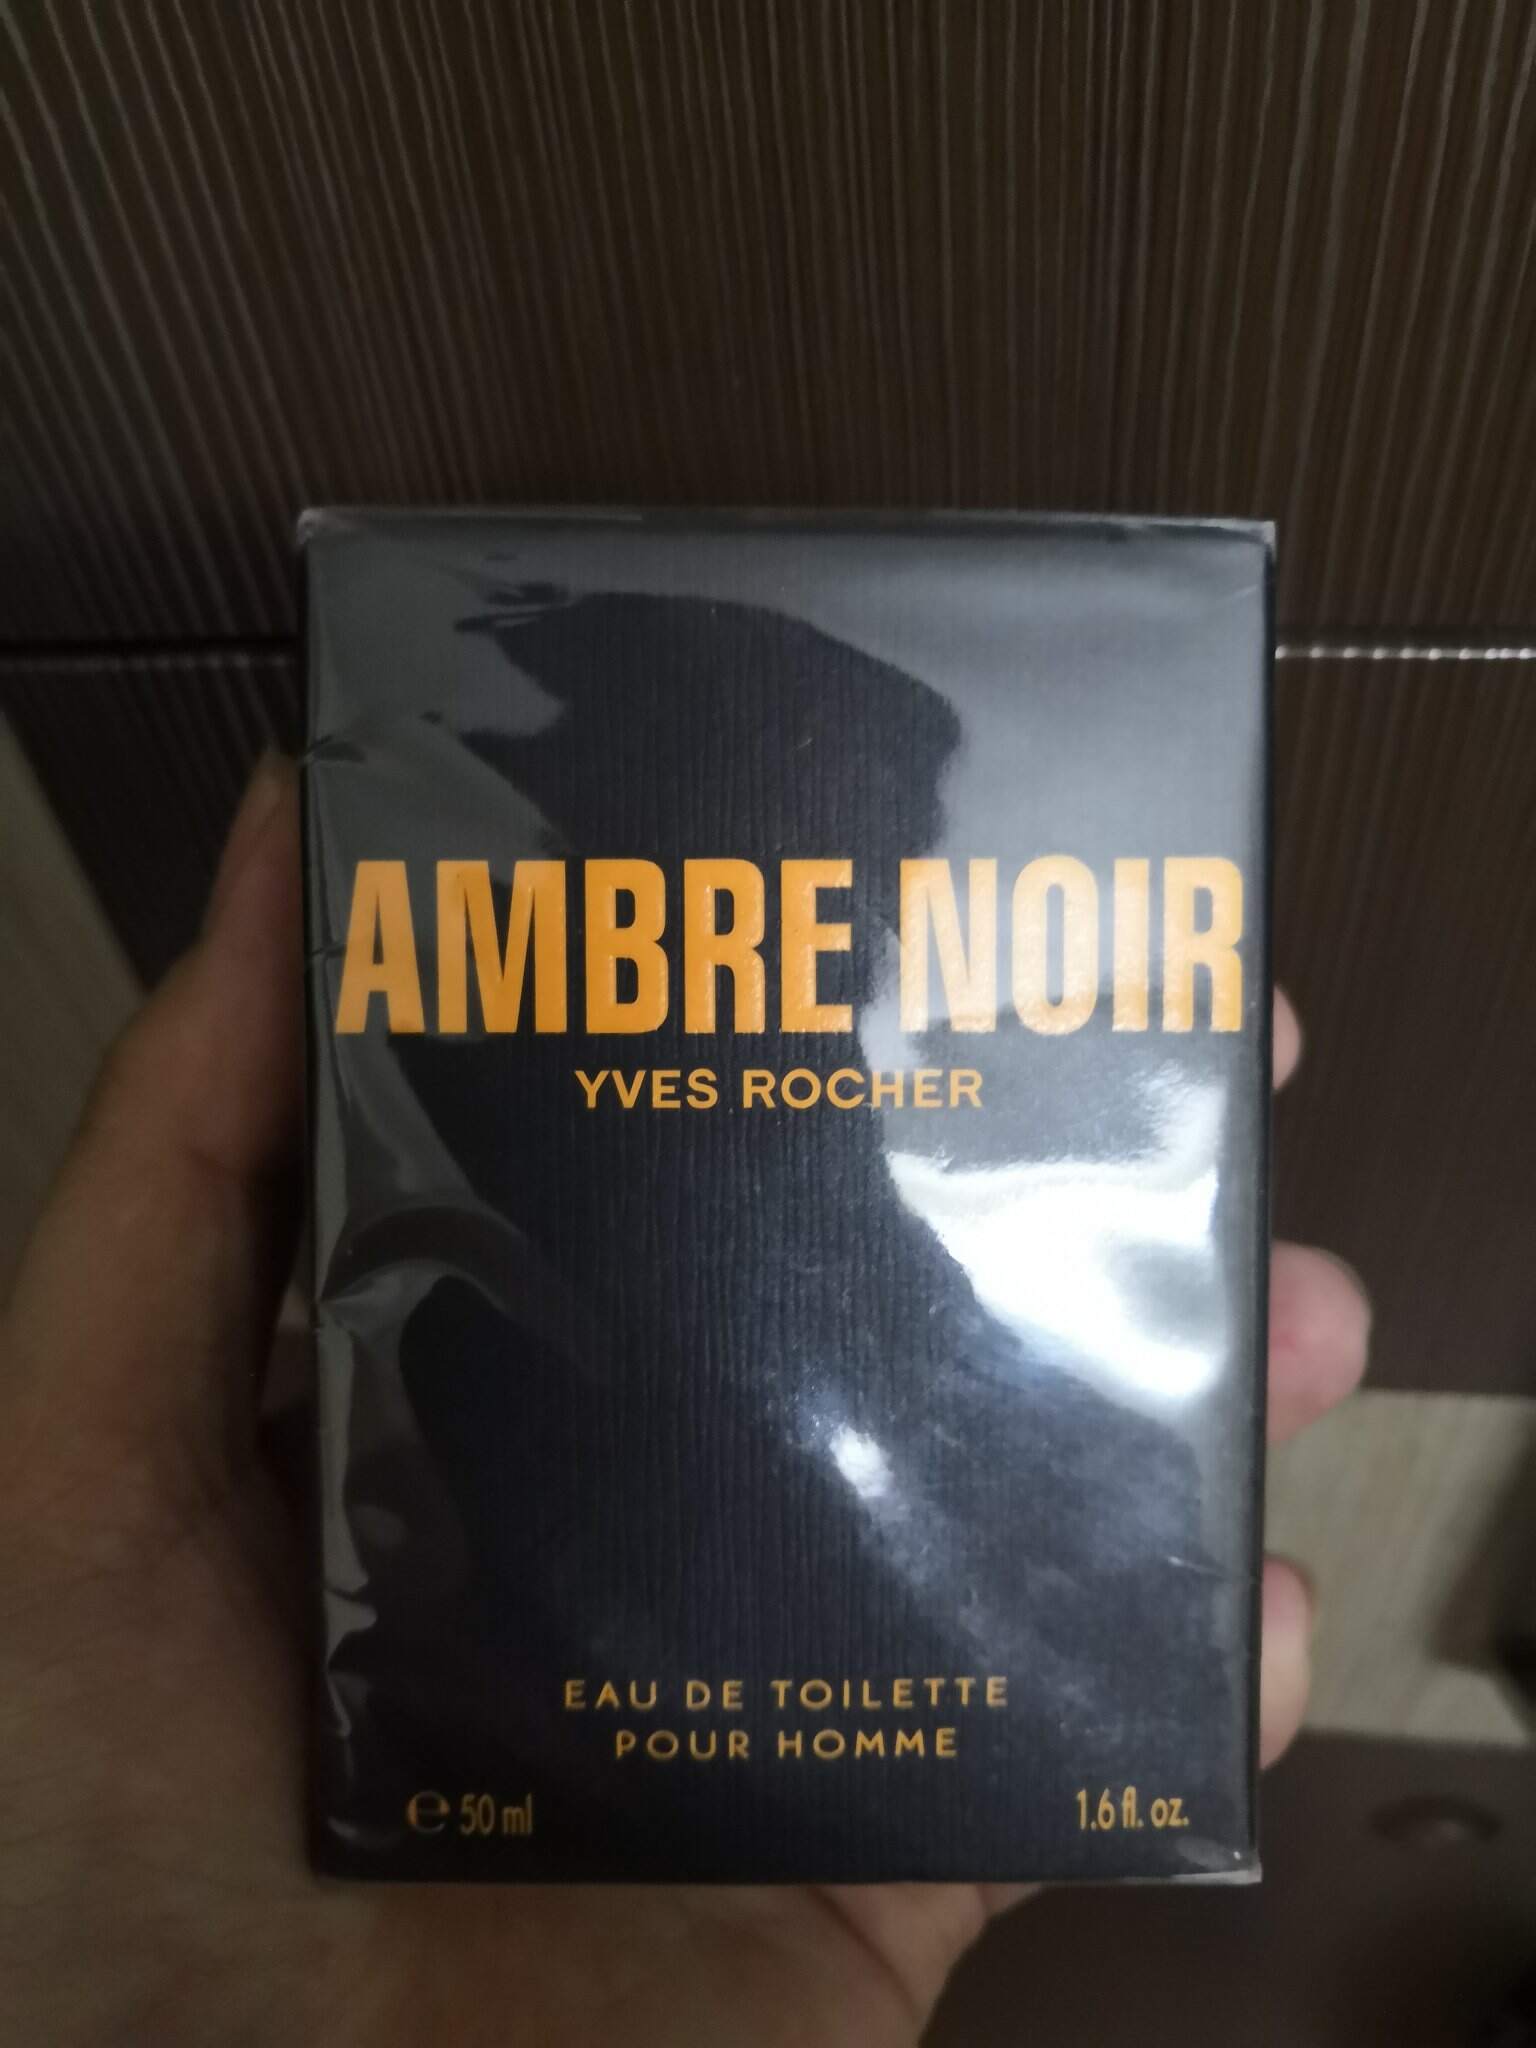 AMBRE NOIR
YVES ROCHER
EAU DE TOILETTE
POUR HOMME
℮ 50 ml
1.6 fl. oz.